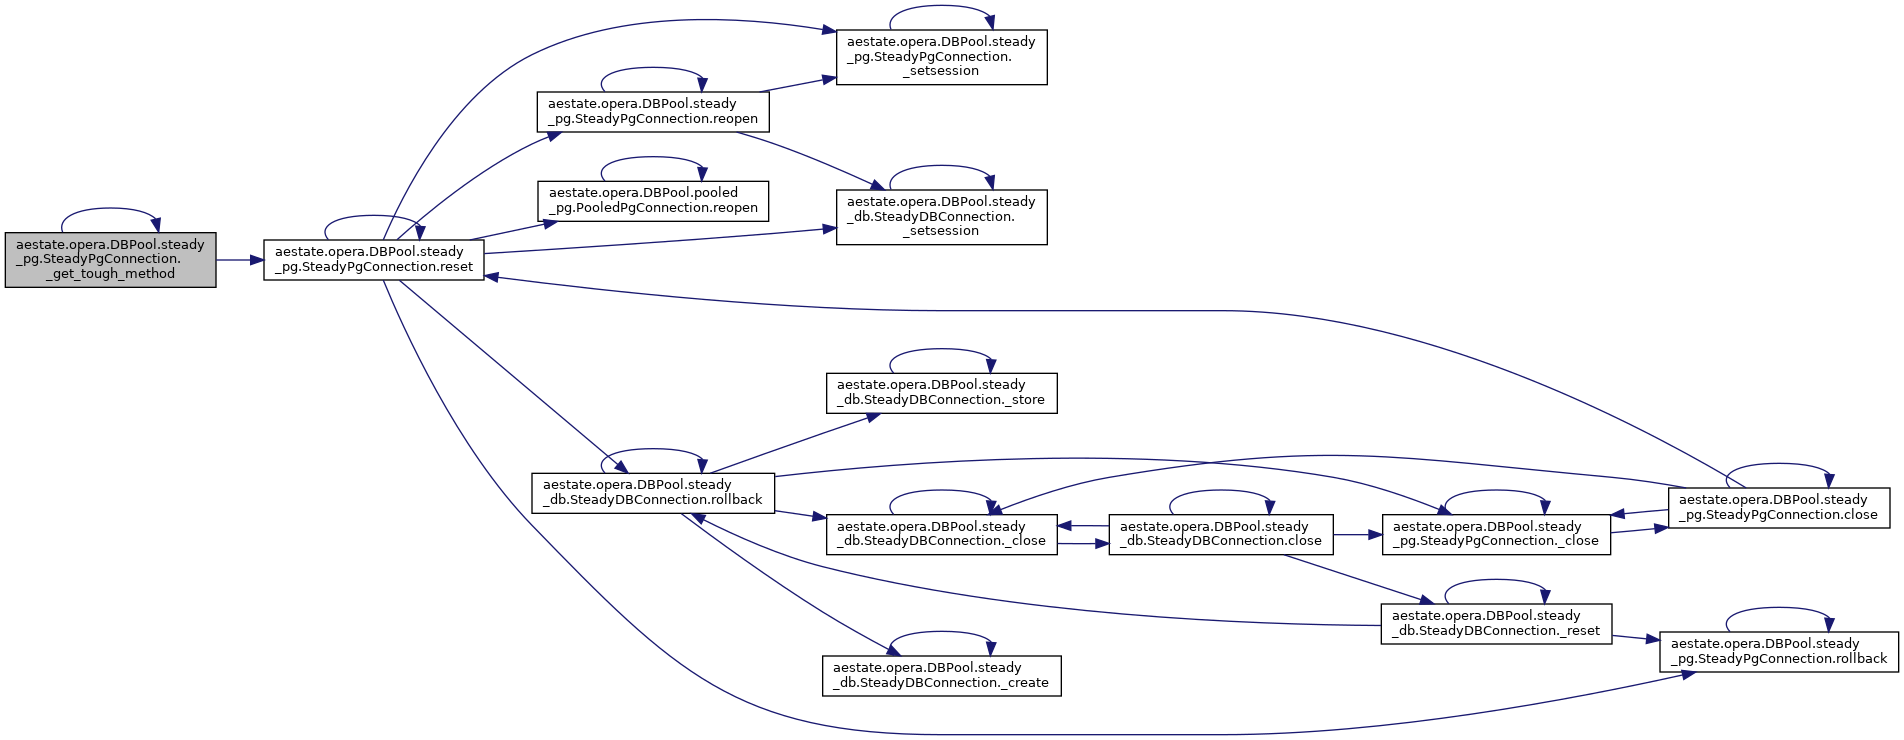 aestate.opera.DBPool.steady
_pg.SteadyPgConnection.
_setsession
aestate.opera.DBPool.steady
_pg.SteadyPgConnection.reopen
aestate.opera.DBPool.pooled
_pg.PooledPgConnection.reopen
aestate.opera.DBPool.steady
_db.SteadyDBConnection.
_setsession
aestate.opera.DBPool.steady
_pg.SteadyPgConnection.
_get_tough_method
aestate.opera.DBPool.steady
_pg.SteadyPgConnection.reset
aestate.opera.DBPool.steady
_db.SteadyDBConnection._store
aestate.opera.DBPool.steady
_db.SteadyDBConnection.rollback
aestate.opera.DBPool.steady
_db.SteadyDBConnection._close
aestate.opera.DBPool.steady
_db.SteadyDBConnection.close
aestate.opera.DBPool.steady
_pg.SteadyPgConnection._close
aestate.opera.DBPool.steady
_pg.SteadyPgConnection.close
aestate.opera.DBPool.steady
_db.SteadyDBConnection._reset
aestate.opera.DBPool.steady
_pg.SteadyPgConnection.rollback
aestate.opera.DBPool.steady
_db.SteadyDBConnection._create